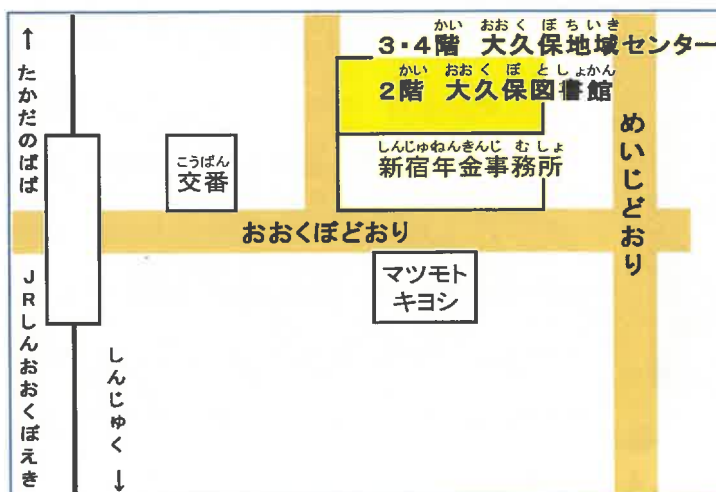 ↑たかだのばば
かい おおくぼちいき
3・4階 大久保地域センター
かい おおくぼとしょかん
2階 大久保図書館
しんじゅねんきんじむしょ
新宿年金事務所
こうばん
交番
めいじどおり
おおくぼどおり
マツモト
キヨシ
JRしんおおくぼえき
しんじゅく↓